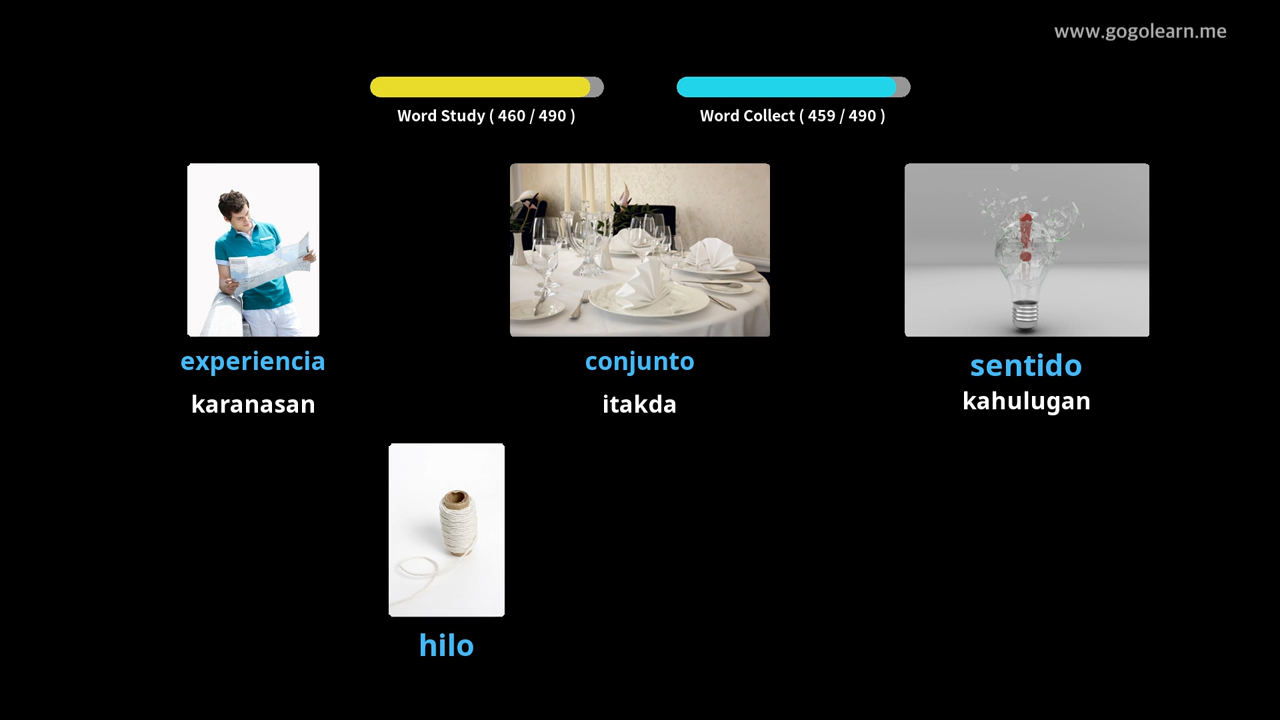 www.gogolearn.me
Word Study ( 460 / 490 )
Word Collect ( 459 / 490 )
experiencia
karanasan
conjunto
itakda
sentido
kahulugan
hilo